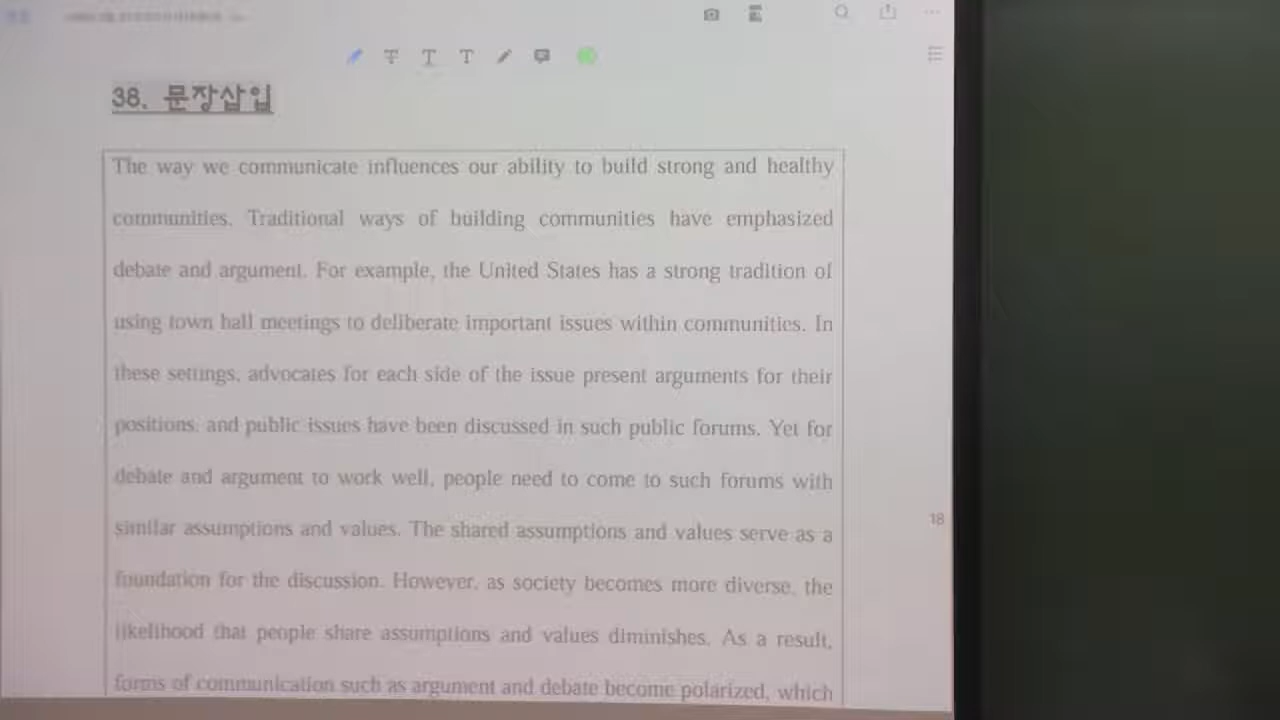 38. 문장삽입
The way we communicate influences our ability to build strong and healthy
communities. Traditional ways of building communities have emphasized
debate and argument. For example, the United States has a strong tradition of
using town hall meetings to deliberate important issues within communities. In
these settings, advocates for each side of the issue present arguments for their
positions, and public issues have been discussed in such public forums. Yet for
debate and argument to work well, people need to come to such forums with
similar assumptions and values. The shared assumptions and values serve as a
foundation for the discussion. However, as society becomes more diverse, the
18
likelihood that people share assumptions and values diminishes. As a result,
forms of communication such as argument and debate become polarized, which